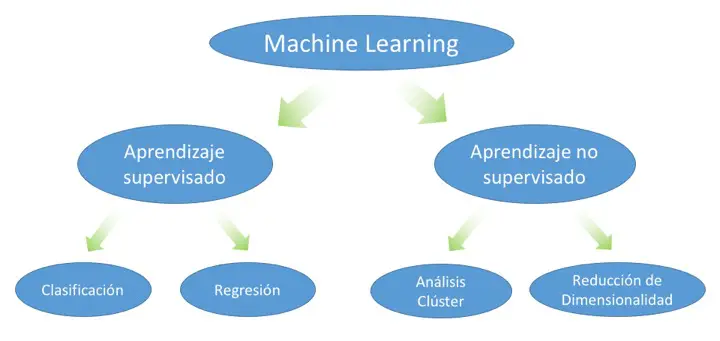 Machine Learning
Aprendizaje
supervisado
Aprendizaje no
supervisado
Clasificación
Regresión
Análisis
Clúster
Reducción de
Dimensionalidad